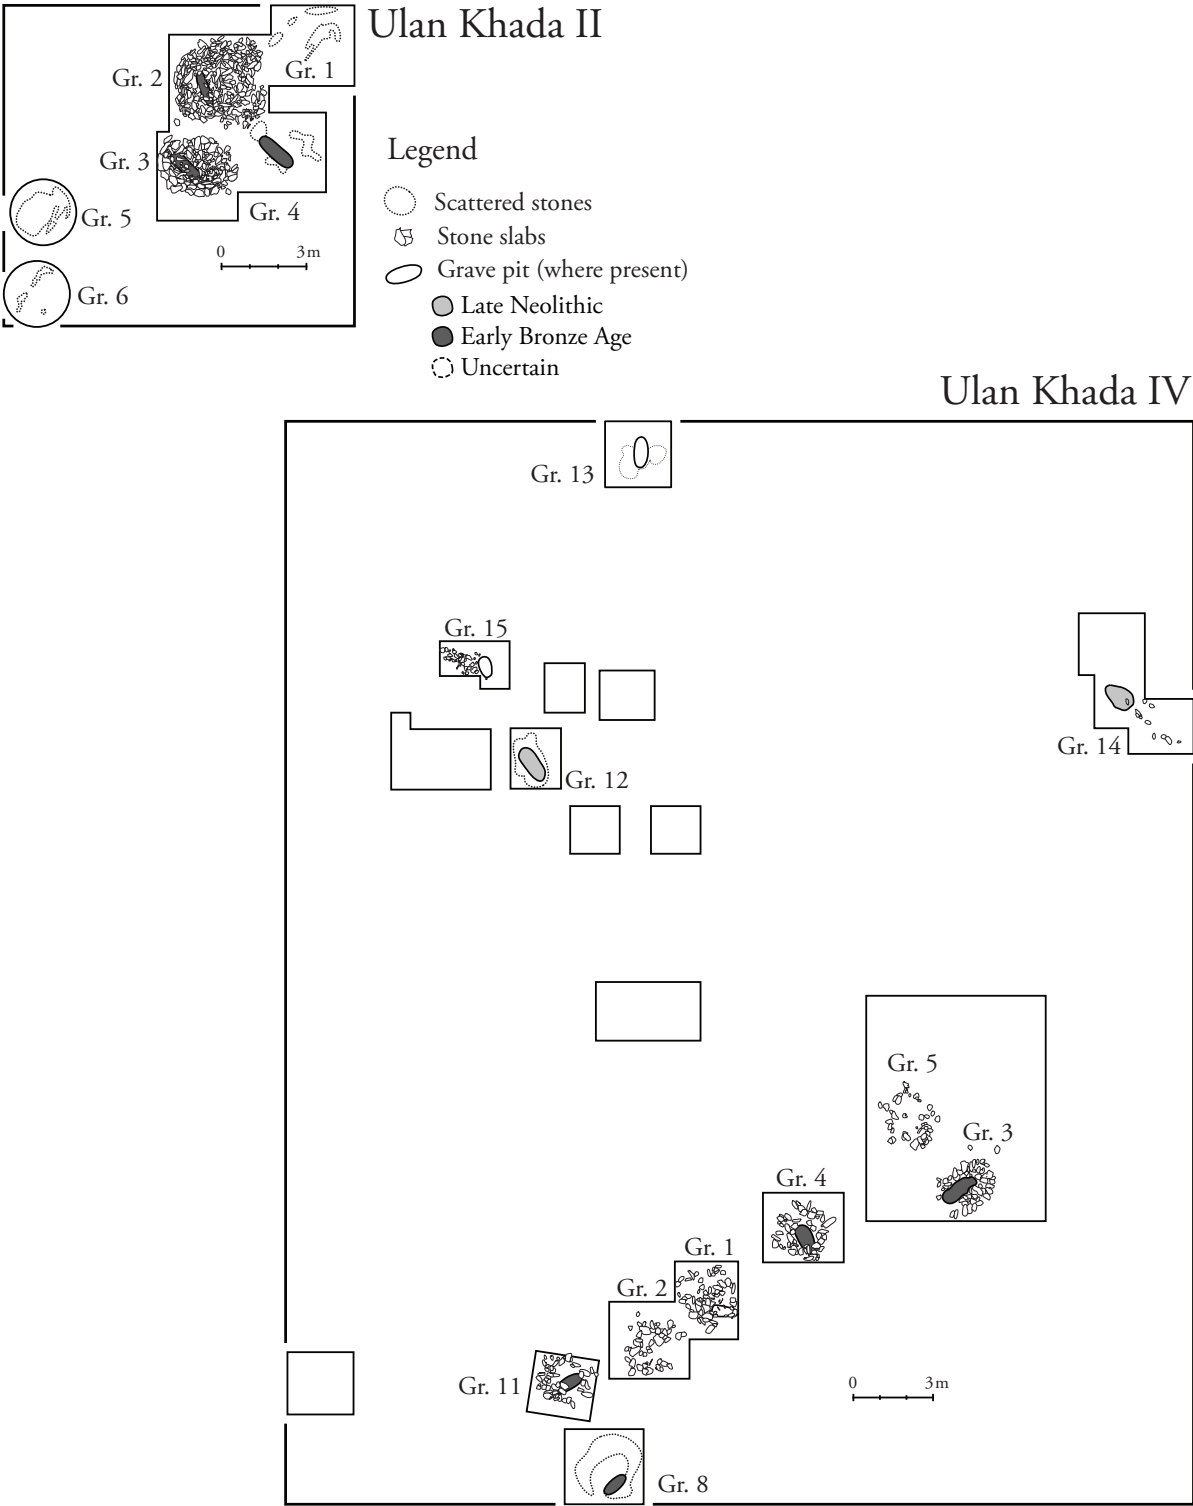 Ulan Khada II
Gr. 1
Gr. 2
Gr. 3
Gr. 4
Gr. 5
Gr. 6
0 3m
Legend
Scattered stones
Stone slabs
Grave pit (where present)
Late Neolithic
Early Bronze Age
Uncertain
Ulan Khada IV
Gr. 13
Gr. 15
Gr. 14
Gr. 12
Gr. 5
Gr. 3
Gr. 4
Gr. 1
Gr. 2
Gr. 11
0 3m
Gr. 8